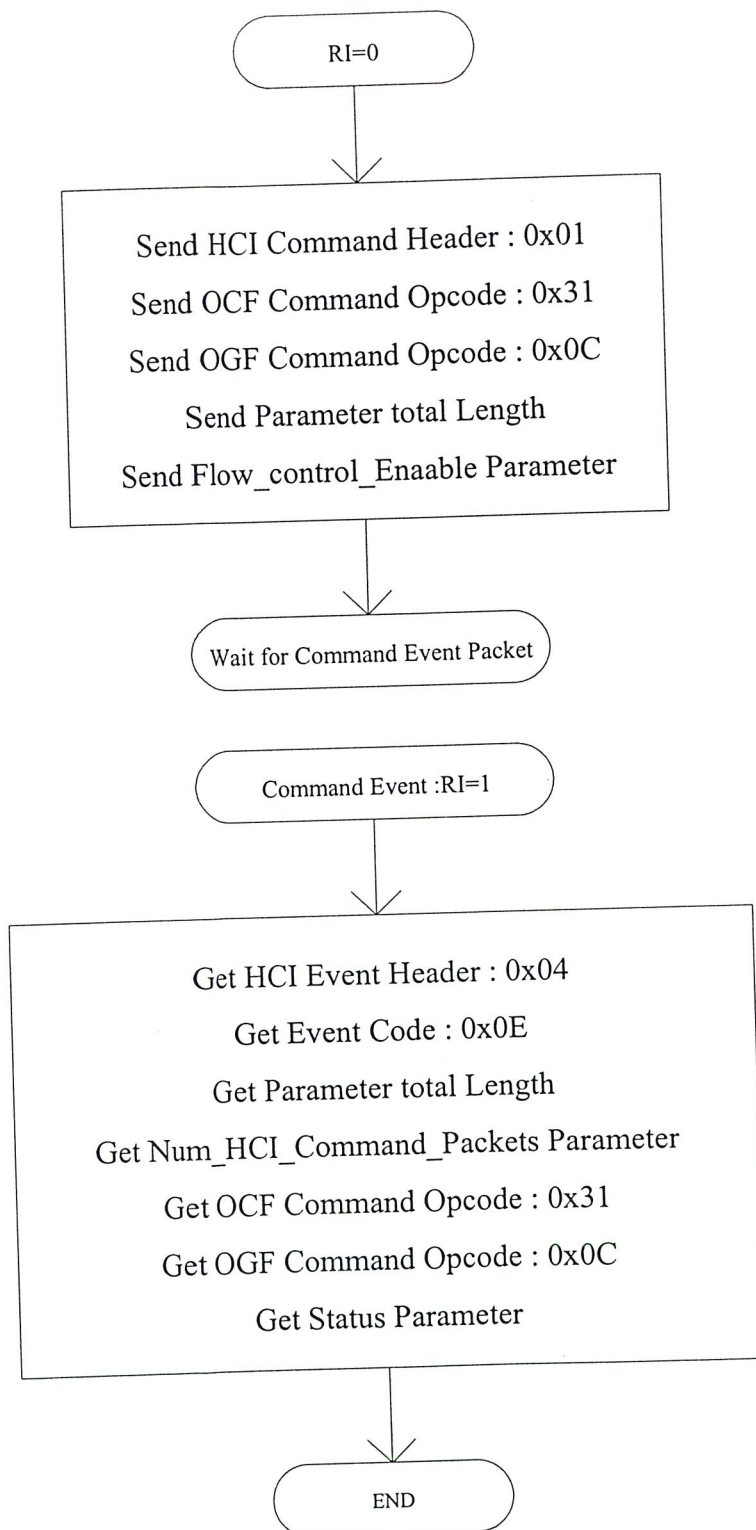 RI=0
Send HCI Command Header : 0x01
Send OCF Command Opcode : 0x31
Send OGF Command Opcode : 0x0C
Send Parameter total Length
Send Flow_control_Enaable Parameter
Wait for Command Event Packet
Command Event :RI=1
Get HCI Event Header : 0x04
Get Event Code : 0x0E
Get Parameter total Length
Get Num_HCI_Command_Packets Parameter
Get OCF Command Opcode : 0x31
Get OGF Command Opcode : 0x0C
Get Status Parameter
END